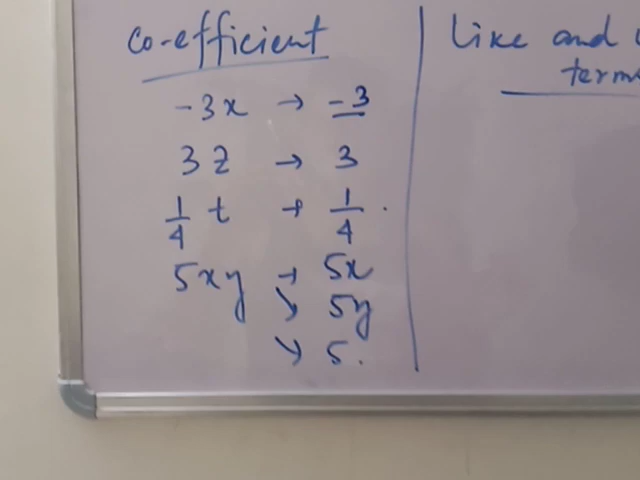 co-efficient
-3x → -3
3z → 3
1/4 t → 1/4 .
5xy → 5x
↘ 5y
↘ 5.
Like and
terms